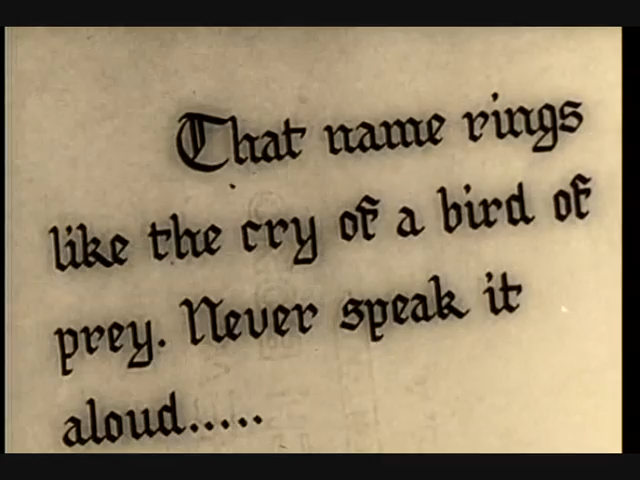 That name rings
like the cry of a bird of
prey. Never speak it
aloud.....